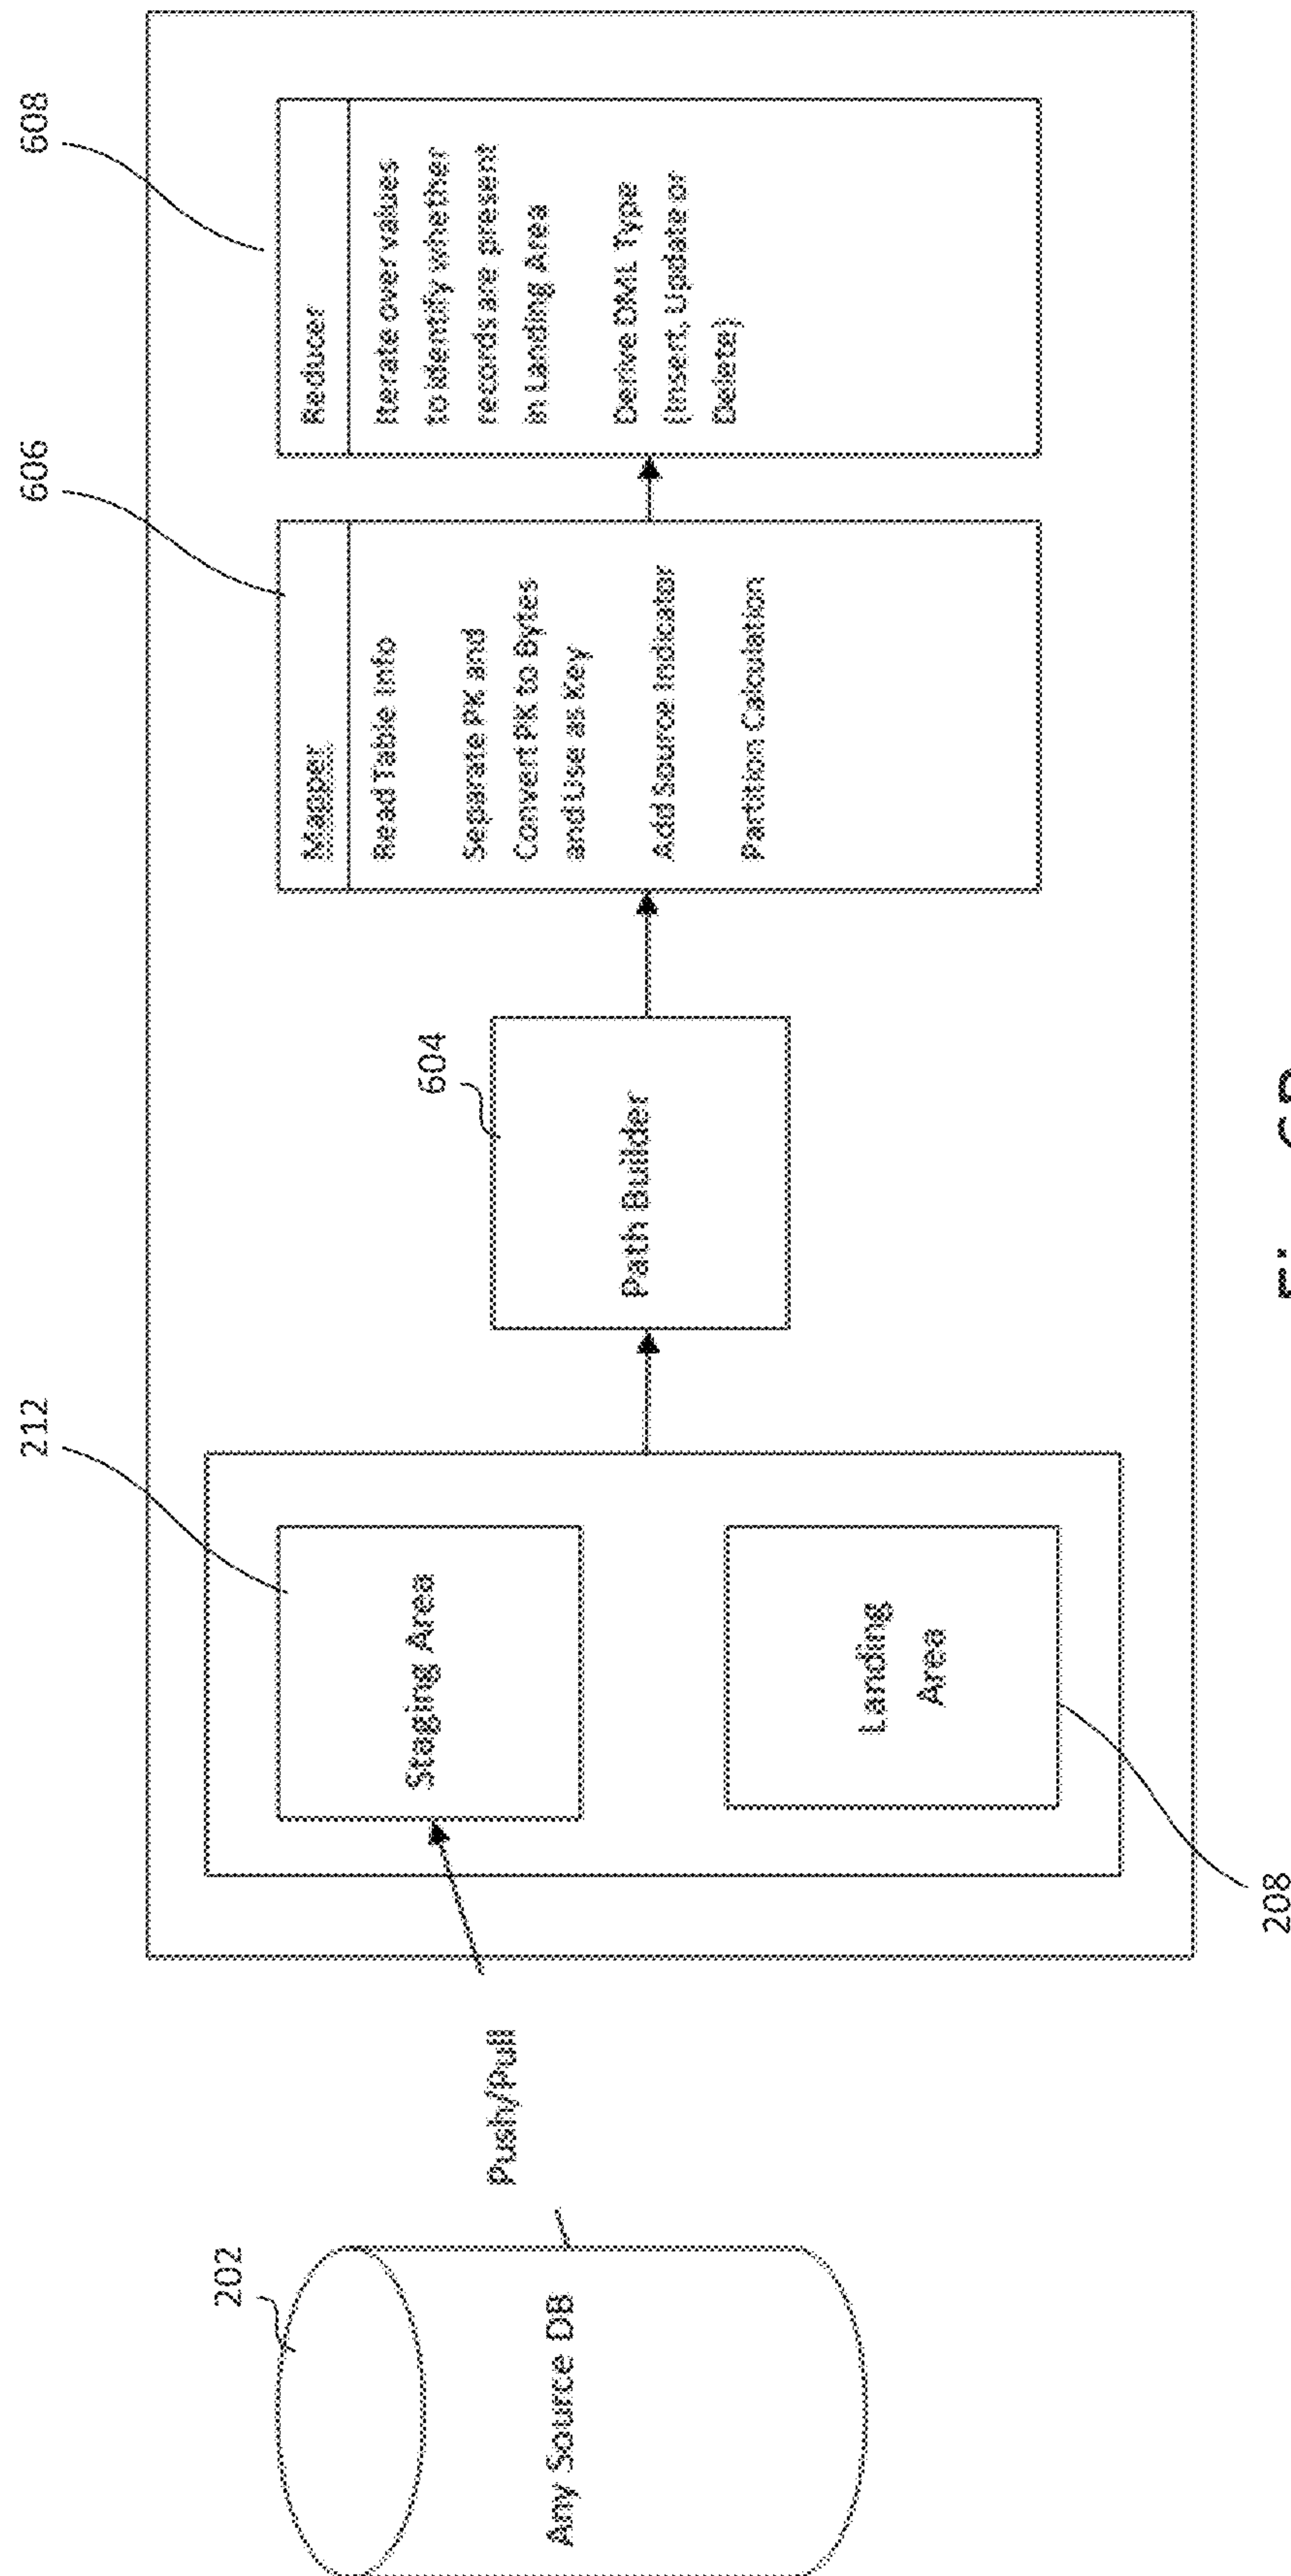 202
Any Source DB
Push/Pull
212
Staging Area
Landing
Area
208
604
Path Builder
606
Mapper
Read Table Info
Separate PK and
Convert PK to Bytes
and Use as Key
Add Source Indicator
Partition Calculation
608
Reducer
Iterate over values
to identify whether
records are present
in Landing Area
Derive DML Type
(Insert, Update or
Delete)